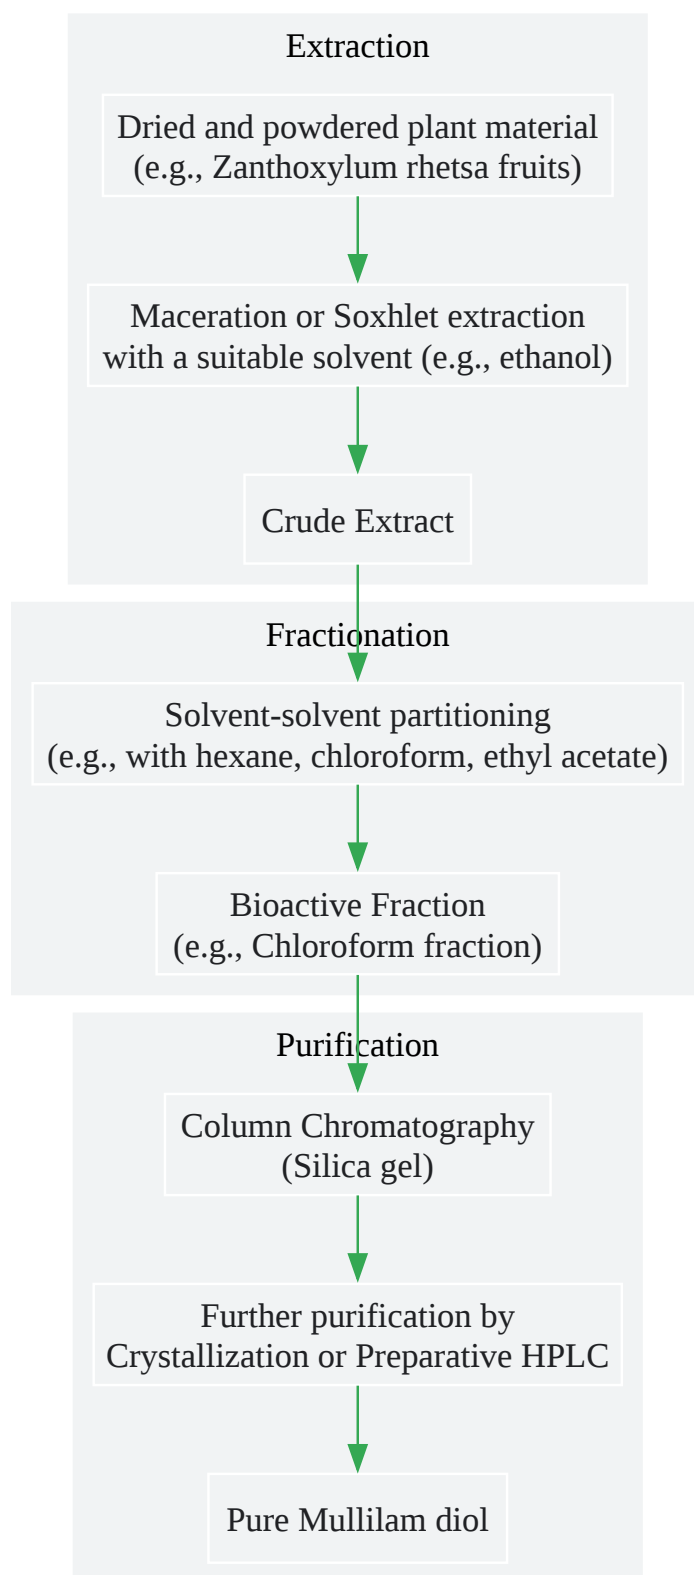 Extraction
Dried and powdered plant material
(e.g., Zanthoxylum rhetsa fruits)
Maceration or Soxhlet extraction
with a suitable solvent (e.g., ethanol)
Crude Extract
Fractionation
Solvent-solvent partitioning
(e.g., with hexane, chloroform, ethyl acetate)
Bioactive Fraction
(e.g., Chloroform fraction)
Purification
Column Chromatography
(Silica gel)
Further purification by
Crystallization or Preparative HPLC
Pure Mullilam diol